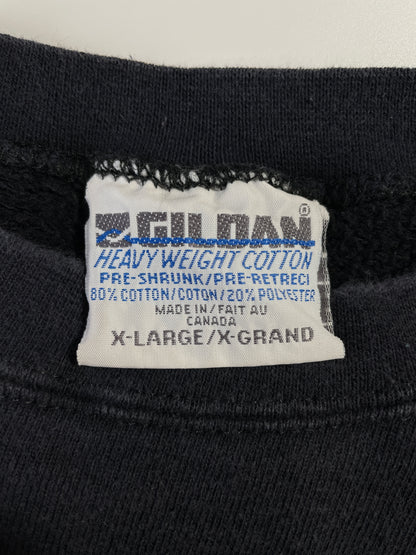 GILDAN®
HEAVY WEIGHT COTTON
PRE-SHRUNK/PRE-RETRECI
80% COTTON/COTON/20% POLYESTER
MADE IN/FAIT AU
CANADA
X-LARGE/X-GRAND